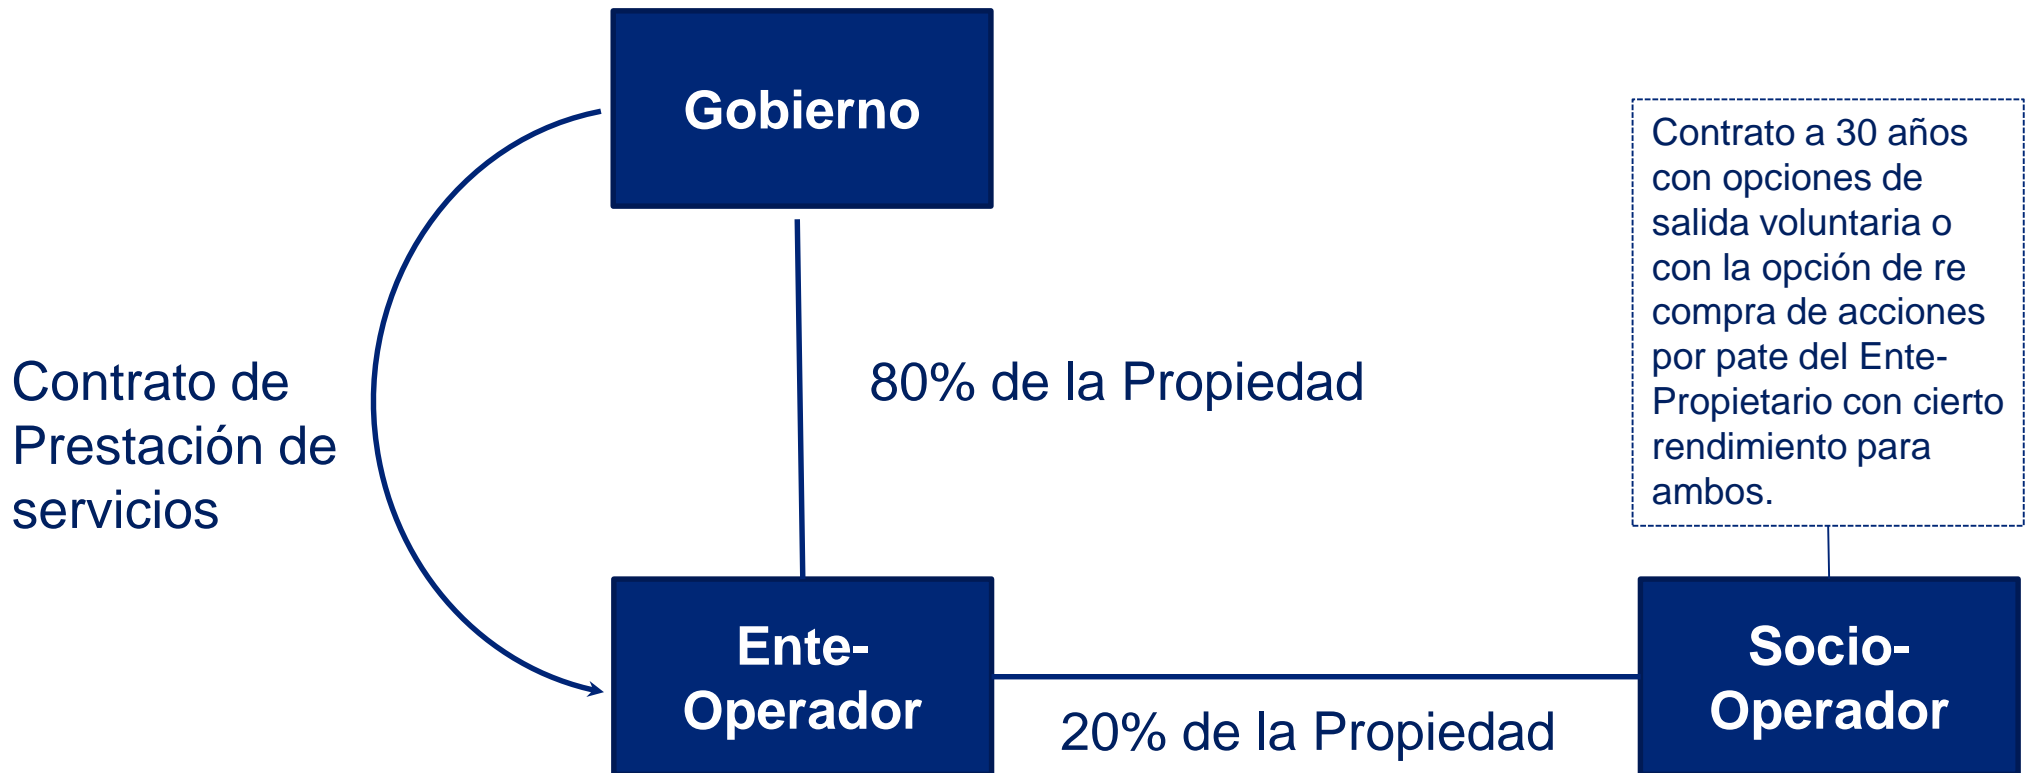 Gobierno
Contrato a 30 años
con opciones de
salida voluntaria o
con la opción de re
compra de acciones
por pate del Ente-
Propietario con cierto
rendimiento para
ambos.
Contrato de
Prestación de
servicios
80% de la Propiedad
Ente-
Operador
20% de la Propiedad
Socio-
Operador